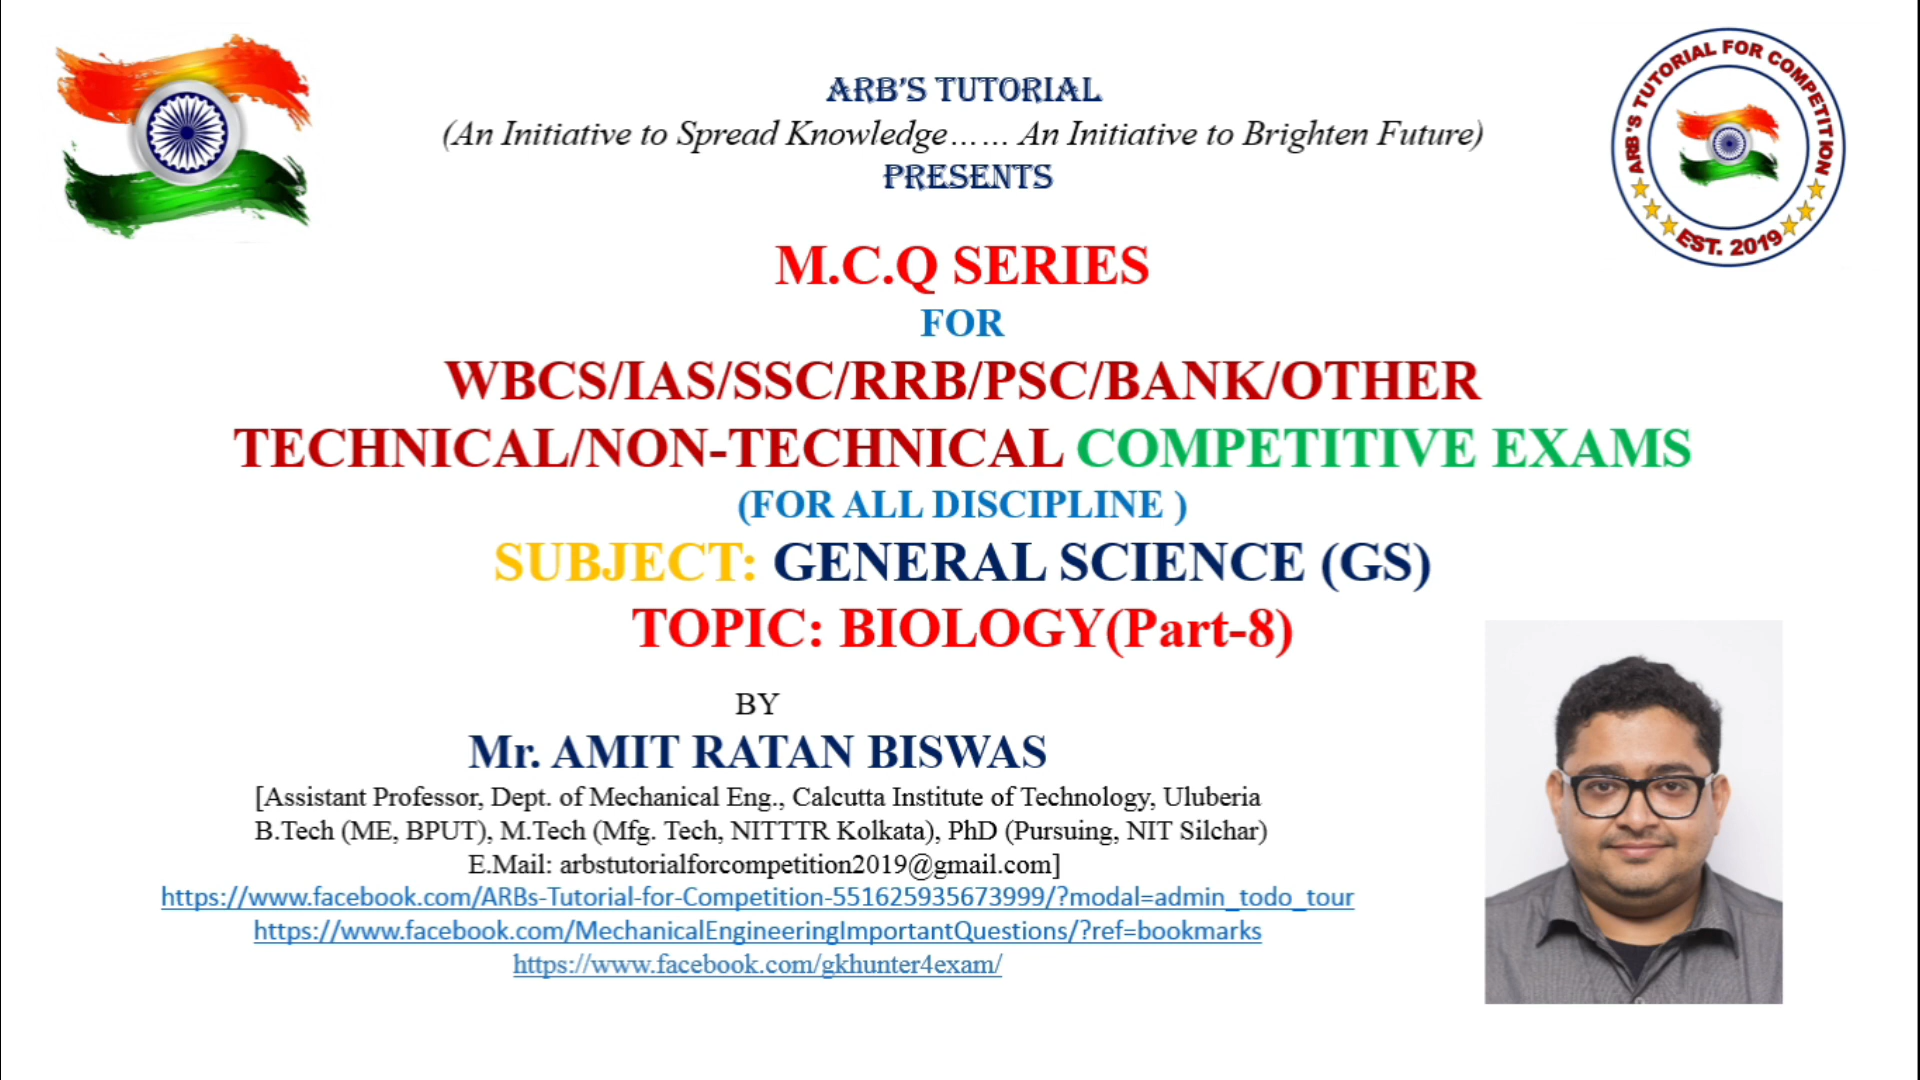 ARB'S TUTORIAL
(An Initiative to Spread Knowledge…… An Initiative to Brighten Future)
PRESENTS
ARB'S TUTORIAL FOR COMPETITION
EST. 2019
M.C.Q SERIES
FOR
WBCS/IAS/SSC/RRB/PSC/BANK/OTHER
TECHNICAL/NON-TECHNICAL COMPETITIVE EXAMS
(FOR ALL DISCIPLINE )
SUBJECT: GENERAL SCIENCE (GS)
TOPIC: BIOLOGY(Part-8)
BY
Mr. AMIT RATAN BISWAS
[Assistant Professor, Dept. of Mechanical Eng., Calcutta Institute of Technology, Uluberia
B.Tech (ME, BPUT), M.Tech (Mfg. Tech, NITTTR Kolkata), PhD (Pursuing, NIT Silchar)
E.Mail: arbstutorialforcompetition2019@gmail.com]
https://www.facebook.com/ARBs-Tutorial-for-Competition-551625935673999/?modal=admin_todo_tour
https://www.facebook.com/MechanicalEngineeringImportantQuestions/?ref=bookmarks
https://www.facebook.com/gkhunter4exam/